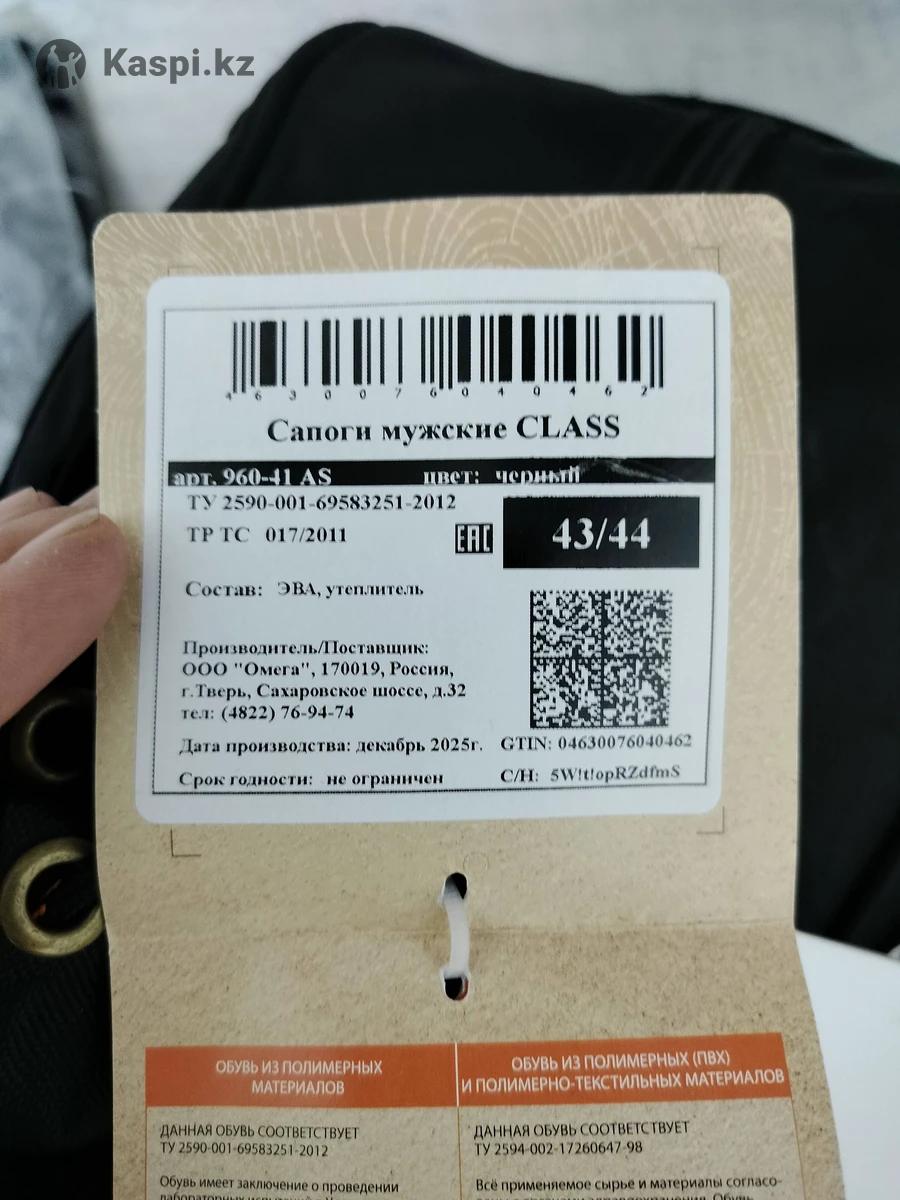 Kaspi.kz
4630076040462
Сапоги мужские CLASS
арт. 960-41 AS цвет: черный
ТУ 2590-001-69583251-2012
ТР ТС 017/2011
EAC
43/44
Состав: ЭВА, утеплитель
Производитель/Поставщик:
ООО "Омега", 170019, Россия,
г.Тверь, Сахаровское шоссе, д.32
тел: (4822) 76-94-74
Дата производства: декабрь 2025г.
GTIN: 04630076040462
Срок годности: не ограничен
С/Н: 5W!t!opRZdfmS
ОБУВЬ ИЗ ПОЛИМЕРНЫХ
МАТЕРИАЛОВ
ДАННАЯ ОБУВЬ СООТВЕТСТВУЕТ
ТУ 2590-001-69583251-2012
Обувь имеет заключение о проведении
лабораторных испытаний
ОБУВЬ ИЗ ПОЛИМЕРНЫХ (ПВХ)
И ПОЛИМЕРНО-ТЕКСТИЛЬНЫХ МАТЕРИАЛОВ
ДАННАЯ ОБУВЬ СООТВЕТСТВУЕТ
ТУ 2594-002-17260647-98
Всё применяемое сырье и материалы согласо-